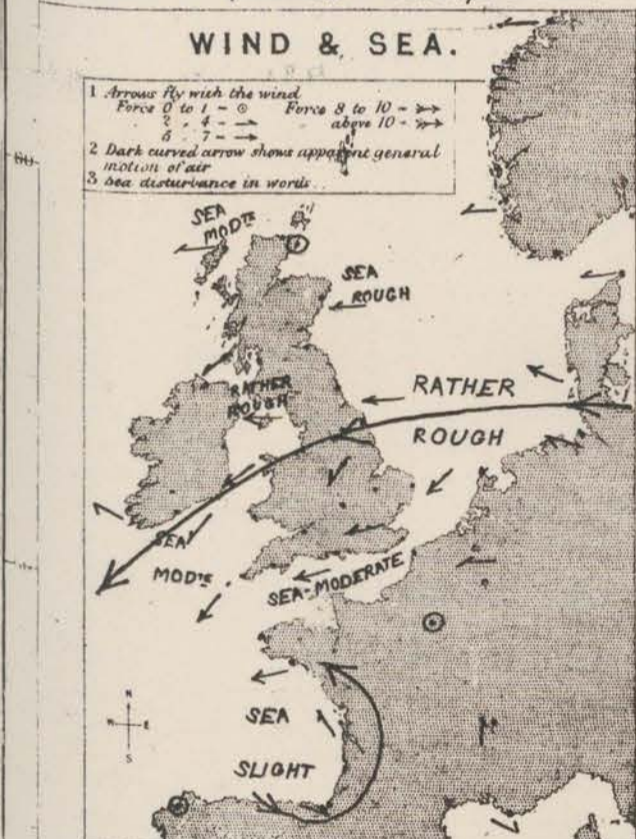 WIND & SEA.
1 Arrows fly with the wind
Force 0 to 1 - ⊙ Force 8 to 10 -
2 " 4 - above 10 -
5 " 7 -
2 Dark curved arrow shows apparent general
motion of air
3 Sea disturbance in words.
60
SEA
MODTE
SEA
ROUGH
RATHER
ROUGH
RATHER
ROUGH
SEA
MODTE
SEA-MODERATE
N
W E
S
SEA
SLIGHT